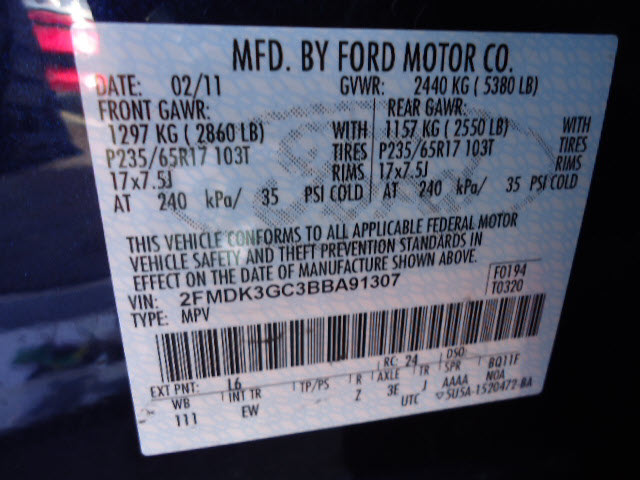 MFD. BY FORD MOTOR CO.
DATE: 02/11 GVWR: 2440 KG ( 5380 LB)
FRONT GAWR: REAR GAWR:
1297 KG ( 2860 LB) WITH 1157 KG ( 2550 LB) WITH
P235/65R17 103T TIRES P235/65R17 103T TIRES
17x7.5J RIMS 17x7.5J RIMS
AT 240 kPa/ 35 PSI COLD AT 240 kPa/ 35 PSI COLD
THIS VEHICLE CONFORMS TO ALL APPLICABLE FEDERAL MOTOR
VEHICLE SAFETY AND THEFT PREVENTION STANDARDS IN
EFFECT ON THE DATE OF MANUFACTURE SHOWN ABOVE.
VIN: 2FMDK3GC3BBA91307 F0194
TYPE: MPV T0320
EXT PNT: L6 RC: 24 DSO: BQ11F
WB INT TR TP/PS R AXLE TR SPR NOA
111 EW Z 3E J AAAA
UTC ▽5U5A-1520472-BA